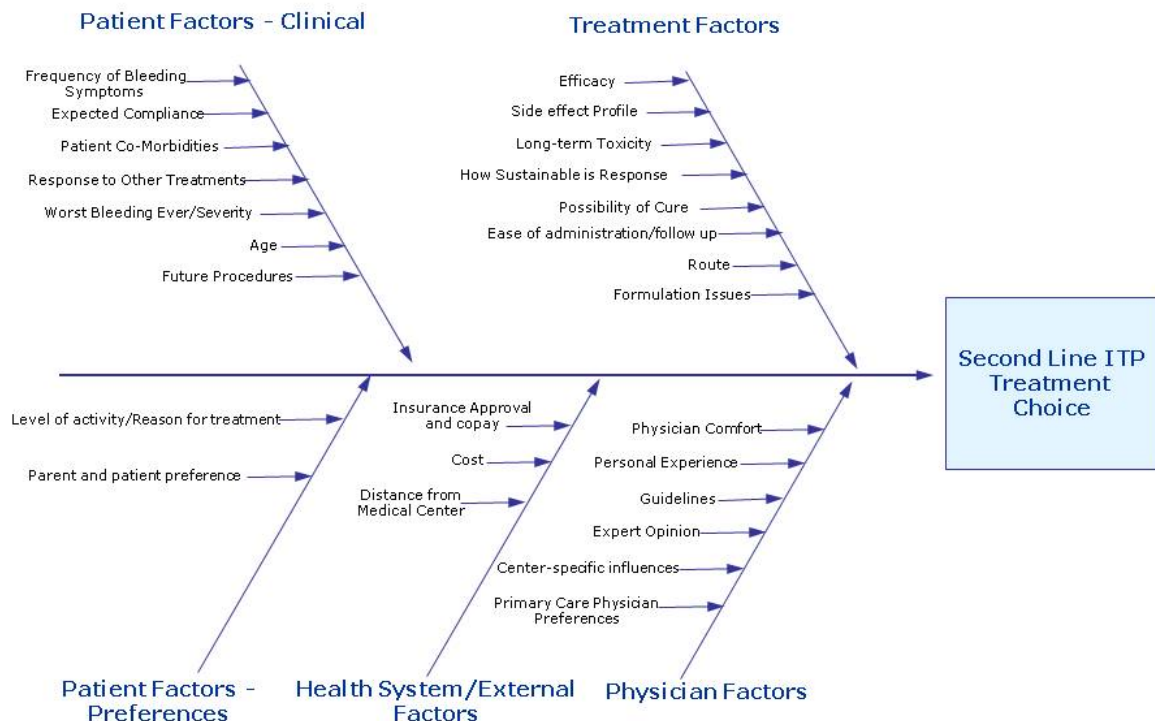 Patient Factors - Clinical
Frequency of Bleeding
Symptoms
Expected Compliance
Patient Co-Morbidities
Response to Other Treatments
Worst Bleeding Ever/Severity
Age
Future Procedures
Treatment Factors
Efficacy
Side effect Profile
Long-term Toxicity
How Sustainable is Response
Possibility of Cure
Ease of administration/follow up
Route
Formulation Issues
Second Line ITP
Treatment
Choice
Level of activity/Reason for treatment
Parent and patient preference
Patient Factors -
Preferences
Insurance Approval
and copay
Cost
Distance from
Medical Center
Health System/External
Factors
Physician Comfort
Personal Experience
Guidelines
Expert Opinion
Center-specific influences
Primary Care Physician
Preferences
Physician Factors